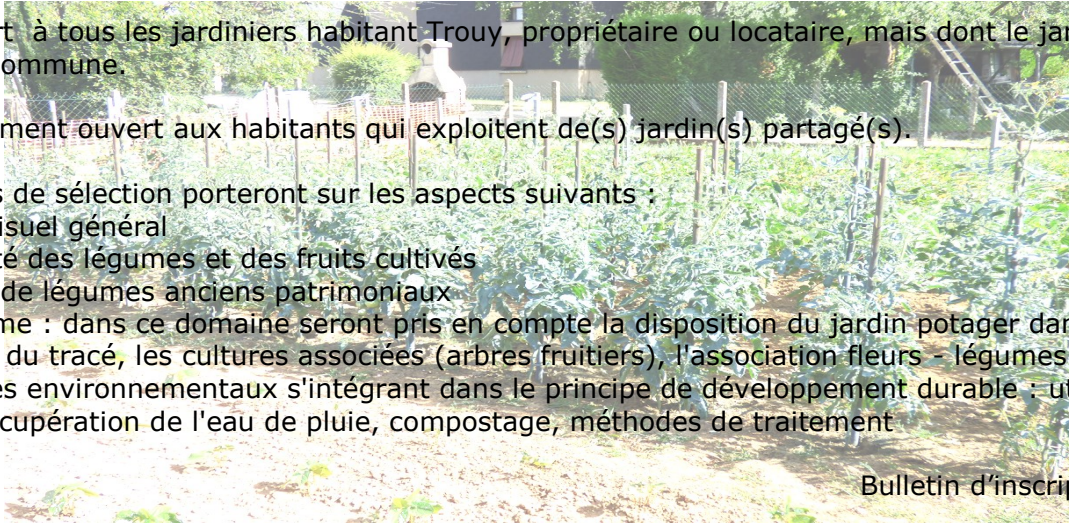 rt à tous les jardiniers habitant Trouy, propriétaire ou locataire, mais dont le jar
ommune.
ment ouvert aux habitants qui exploitent de(s) jardin(s) partagé(s).
s de sélection porteront sur les aspects suivants :
isuel général
té des légumes et des fruits cultivés
de légumes anciens patrimoniaux
me : dans ce domaine seront pris en compte la disposition du jardin potager dan
du tracé, les cultures associées (arbres fruitiers), l'association fleurs - légumes
es environnementaux s'intégrant dans le principe de développement durable : ut
cupération de l'eau de pluie, compostage, méthodes de traitement
Bulletin d’inscrip